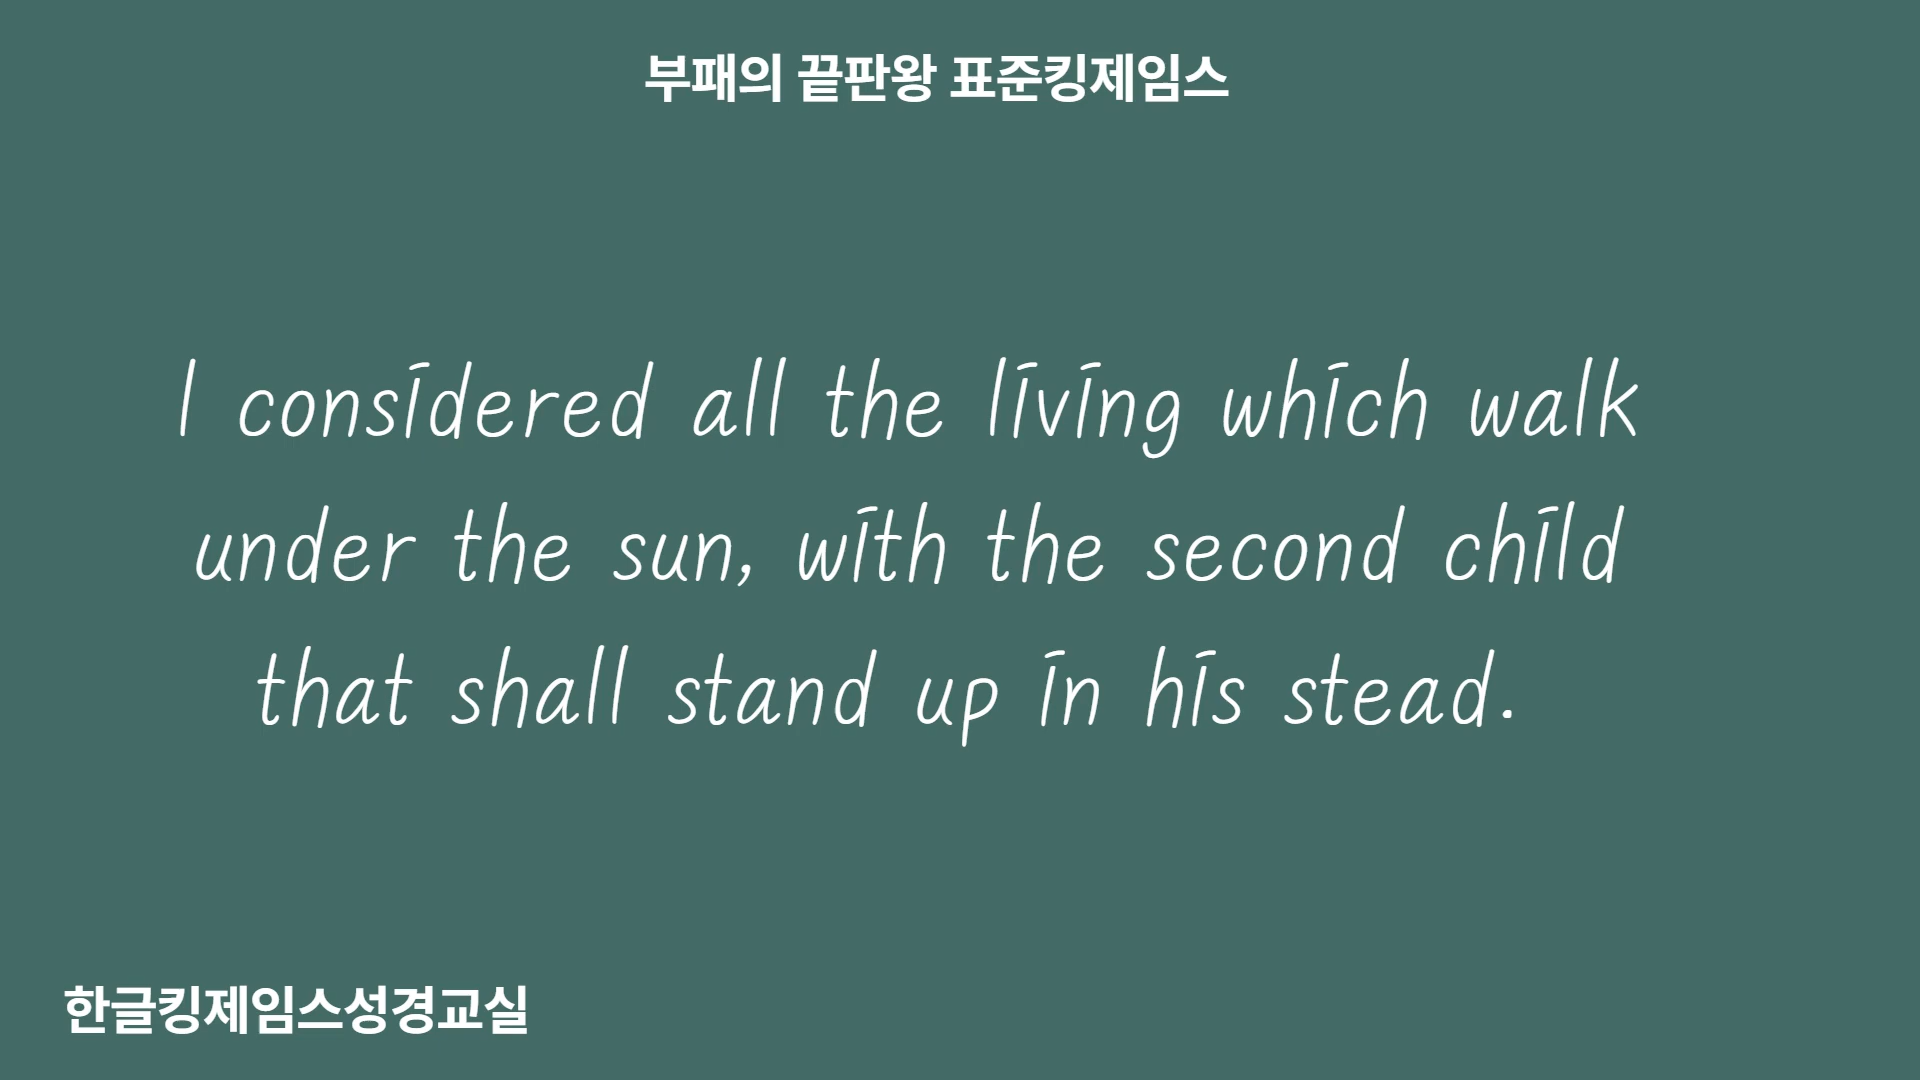 부패의 끝판왕 표준킹제임스
I considered all the living which walk
under the sun, with the second child
that shall stand up in his stead.
한글킹제임스성경교실